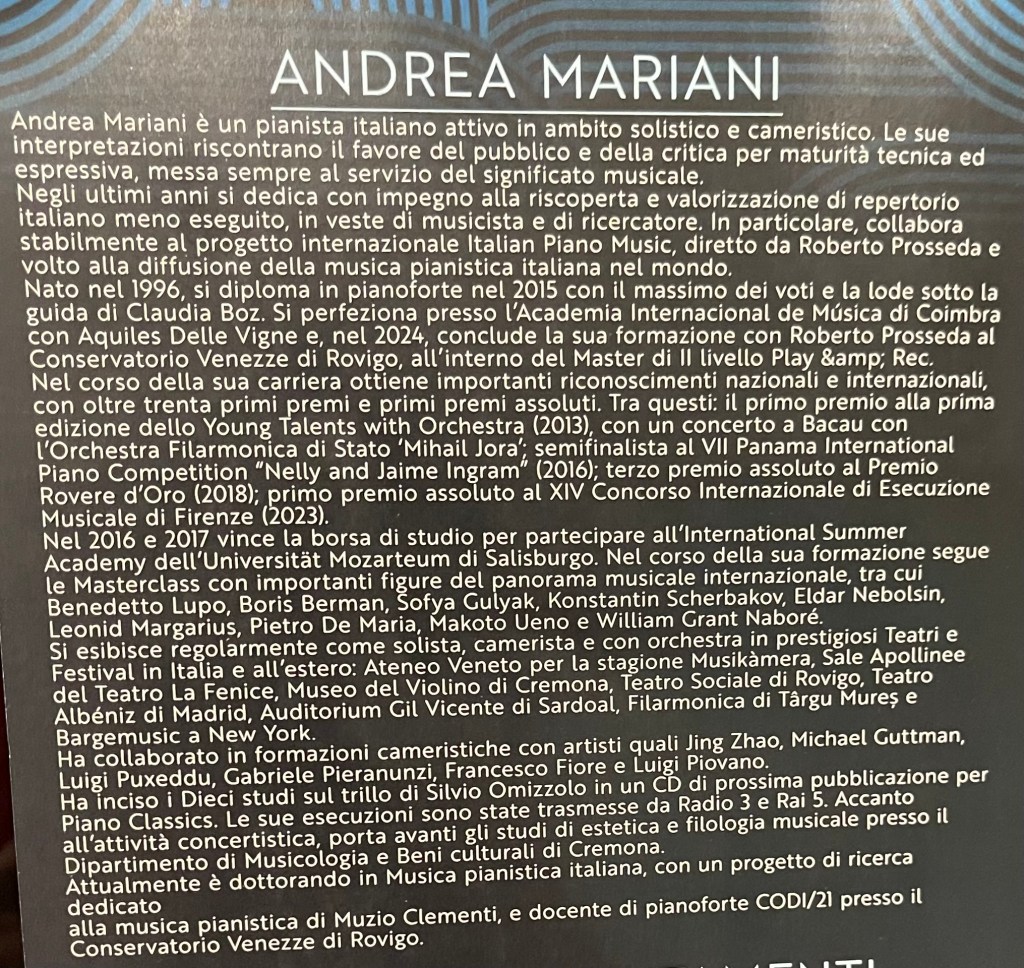 ANDREA MARIANI
Andrea Mariani è un pianista italiano attivo in ambito solistico e cameristico. Le sue
interpretazioni riscontrano il favore del pubblico e della critica per maturità tecnica ed
espressiva, messa sempre al servizio del significato musicale.
Negli ultimi anni si dedica con impegno alla riscoperta e valorizzazione di repertorio
italiano meno eseguito, in veste di musicista e di ricercatore. In particolare, collabora
stabilmente al progetto internazionale Italian Piano Music, diretto da Roberto Prosseda e
volto alla diffusione della musica pianistica italiana nel mondo.
Nato nel 1996, si diploma in pianoforte nel 2015 con il massimo dei voti e la lode sotto la
guida di Claudia Boz. Si perfeziona presso l'Academia Internacional de Música di Coimbra
con Aquiles Delle Vigne e, nel 2024, conclude la sua formazione con Roberto Prosseda al
Conservatorio Venezze di Rovigo, all'interno del Master di II livello Play &amp; Rec.
Nel corso della sua carriera ottiene importanti riconoscimenti nazionali e internazionali,
con oltre trenta primi premi e primi premi assoluti. Tra questi: il primo premio alla prima
edizione dello Young Talents with Orchestra (2013), con un concerto a Bacau con
l'Orchestra Filarmonica di Stato 'Mihail Jora'; semifinalista al VII Panama International
Piano Competition "Nelly and Jaime Ingram" (2016); terzo premio assoluto al Premio
Rovere d'Oro (2018); primo premio assoluto al XIV Concorso Internazionale di Esecuzione
Musicale di Firenze (2023).
Nel 2016 e 2017 vince la borsa di studio per partecipare all'International Summer
Academy dell'Universität Mozarteum di Salisburgo. Nel corso della sua formazione segue
le Masterclass con importanti figure del panorama musicale internazionale, tra cui
Benedetto Lupo, Boris Berman, Sofya Gulyak, Konstantin Scherbakov, Eldar Nebolsin,
Leonid Margarius, Pietro De Maria, Makoto Ueno e William Grant Naboré.
Si esibisce regolarmente come solista, camerista e con orchestra in prestigiosi Teatri e
Festival in Italia e all'estero: Ateneo Veneto per la stagione Musikàmera, Sale Apollinee
del Teatro La Fenice, Museo del Violino di Cremona, Teatro Sociale di Rovigo, Teatro
Albéniz di Madrid, Auditorium Gil Vicente di Sardoal, Filarmonica di Târgu Mureș e
Bargemusic a New York.
Ha collaborato in formazioni cameristiche con artisti quali Jing Zhao, Michael Guttman,
Luigi Puxeddu, Gabriele Pieranunzi, Francesco Fiore e Luigi Piovano.
Ha inciso i Dieci studi sul trillo di Silvio Omizzolo in un CD di prossima pubblicazione per
Piano Classics. Le sue esecuzioni sono state trasmesse da Radio 3 e Rai 5. Accanto
all'attività concertistica, porta avanti gli studi di estetica e filologia musicale presso il
Dipartimento di Musicologia e Beni culturali di Cremona.
Attualmente è dottorando in Musica pianistica italiana, con un progetto di ricerca
dedicato
alla musica pianistica di Muzio Clementi, e docente di pianoforte CODI/21 presso il
Conservatorio Venezze di Rovigo.